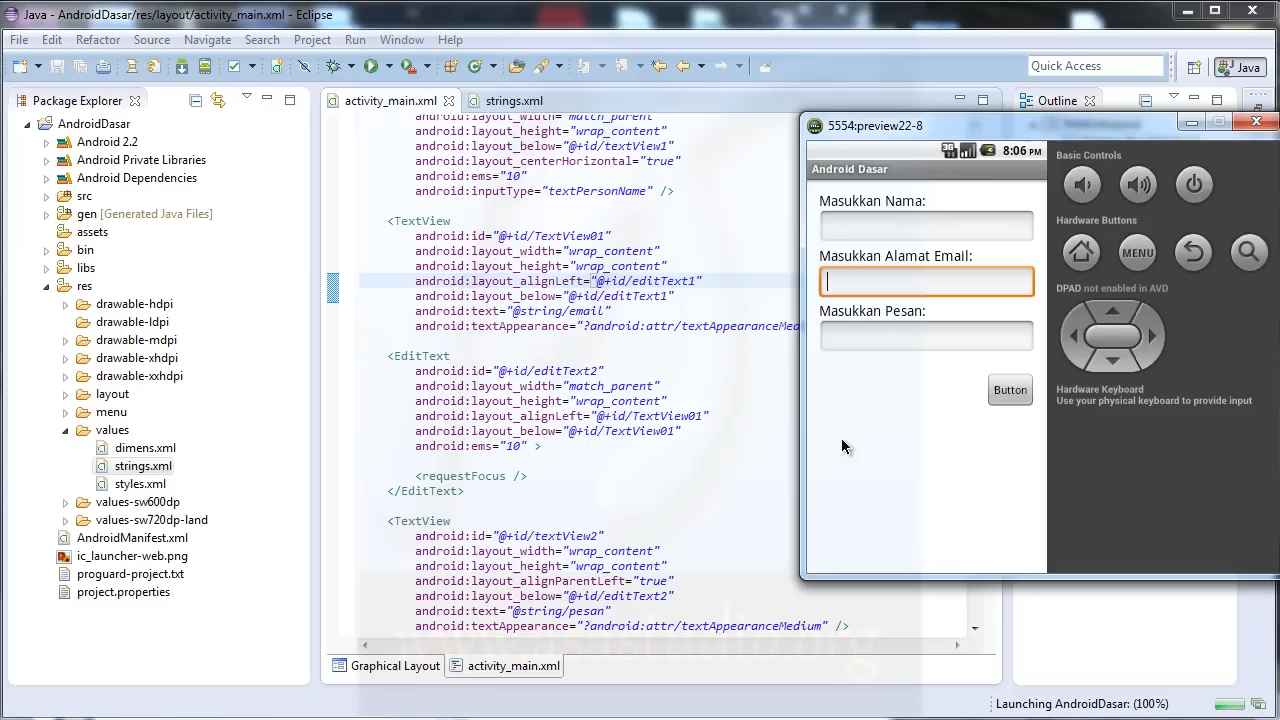 Java - AndroidDasar/res/layout/activity_main.xml - Eclipse
File Edit Refactor Source Navigate Search Project Run Window Help
Quick Access
Java
Package Explorer
AndroidDasar
Android 2.2
Android Private Libraries
Android Dependencies
src
gen [Generated Java Files]
assets
bin
libs
res
drawable-hdpi
drawable-ldpi
drawable-mdpi
drawable-xhdpi
drawable-xxhdpi
layout
menu
values
dimens.xml
strings.xml
styles.xml
values-sw600dp
values-sw720dp-land
AndroidManifest.xml
ic_launcher-web.png
proguard-project.txt
project.properties
activity_main.xml
strings.xml
android:layout_width="match_parent"
android:layout_height="wrap_content"
android:layout_below="@+id/textView1"
android:layout_centerHorizontal="true"
android:ems="10"
android:inputType="textPersonName" />
<TextView
android:id="@+id/TextView01"
android:layout_width="wrap_content"
android:layout_height="wrap_content"
android:layout_alignLeft="@+id/editText1"
android:layout_below="@+id/editText1"
android:text="@string/email"
android:textAppearance="?android:attr/textAppearanceMed
<EditText
android:id="@+id/editText2"
android:layout_width="match_parent"
android:layout_height="wrap_content"
android:layout_alignLeft="@+id/TextView01"
android:layout_below="@+id/TextView01"
android:ems="10" >
<requestFocus />
</EditText>
<TextView
android:id="@+id/textView2"
android:layout_width="wrap_content"
android:layout_height="wrap_content"
android:layout_alignParentLeft="true"
android:layout_below="@+id/editText2"
android:text="@string/pesan"
android:textAppearance="?android:attr/textAppearanceMedium" />
Graphical Layout
activity_main.xml
Outline
5554:preview22-8
3G 8:06 PM
Android Dasar
Masukkan Nama:
Masukkan Alamat Email:
Masukkan Pesan:
Button
Basic Controls
Hardware Buttons
MENU
DPAD not enabled in AVD
Hardware Keyboard
Use your physical keyboard to provide input
Launching AndroidDasar: (100%)